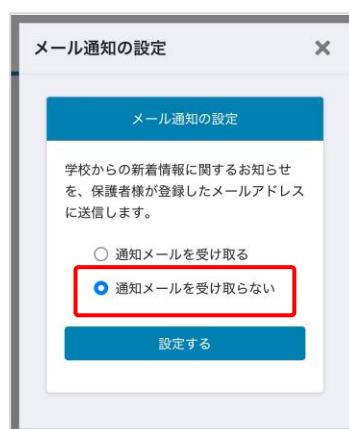 メール通知の設定
メール通知の設定
学校からの新着情報に関するお知らせ
を、保護者様が登録したメールアドレス
に送信します。
通知メールを受け取る
通知メールを受け取らない
設定する